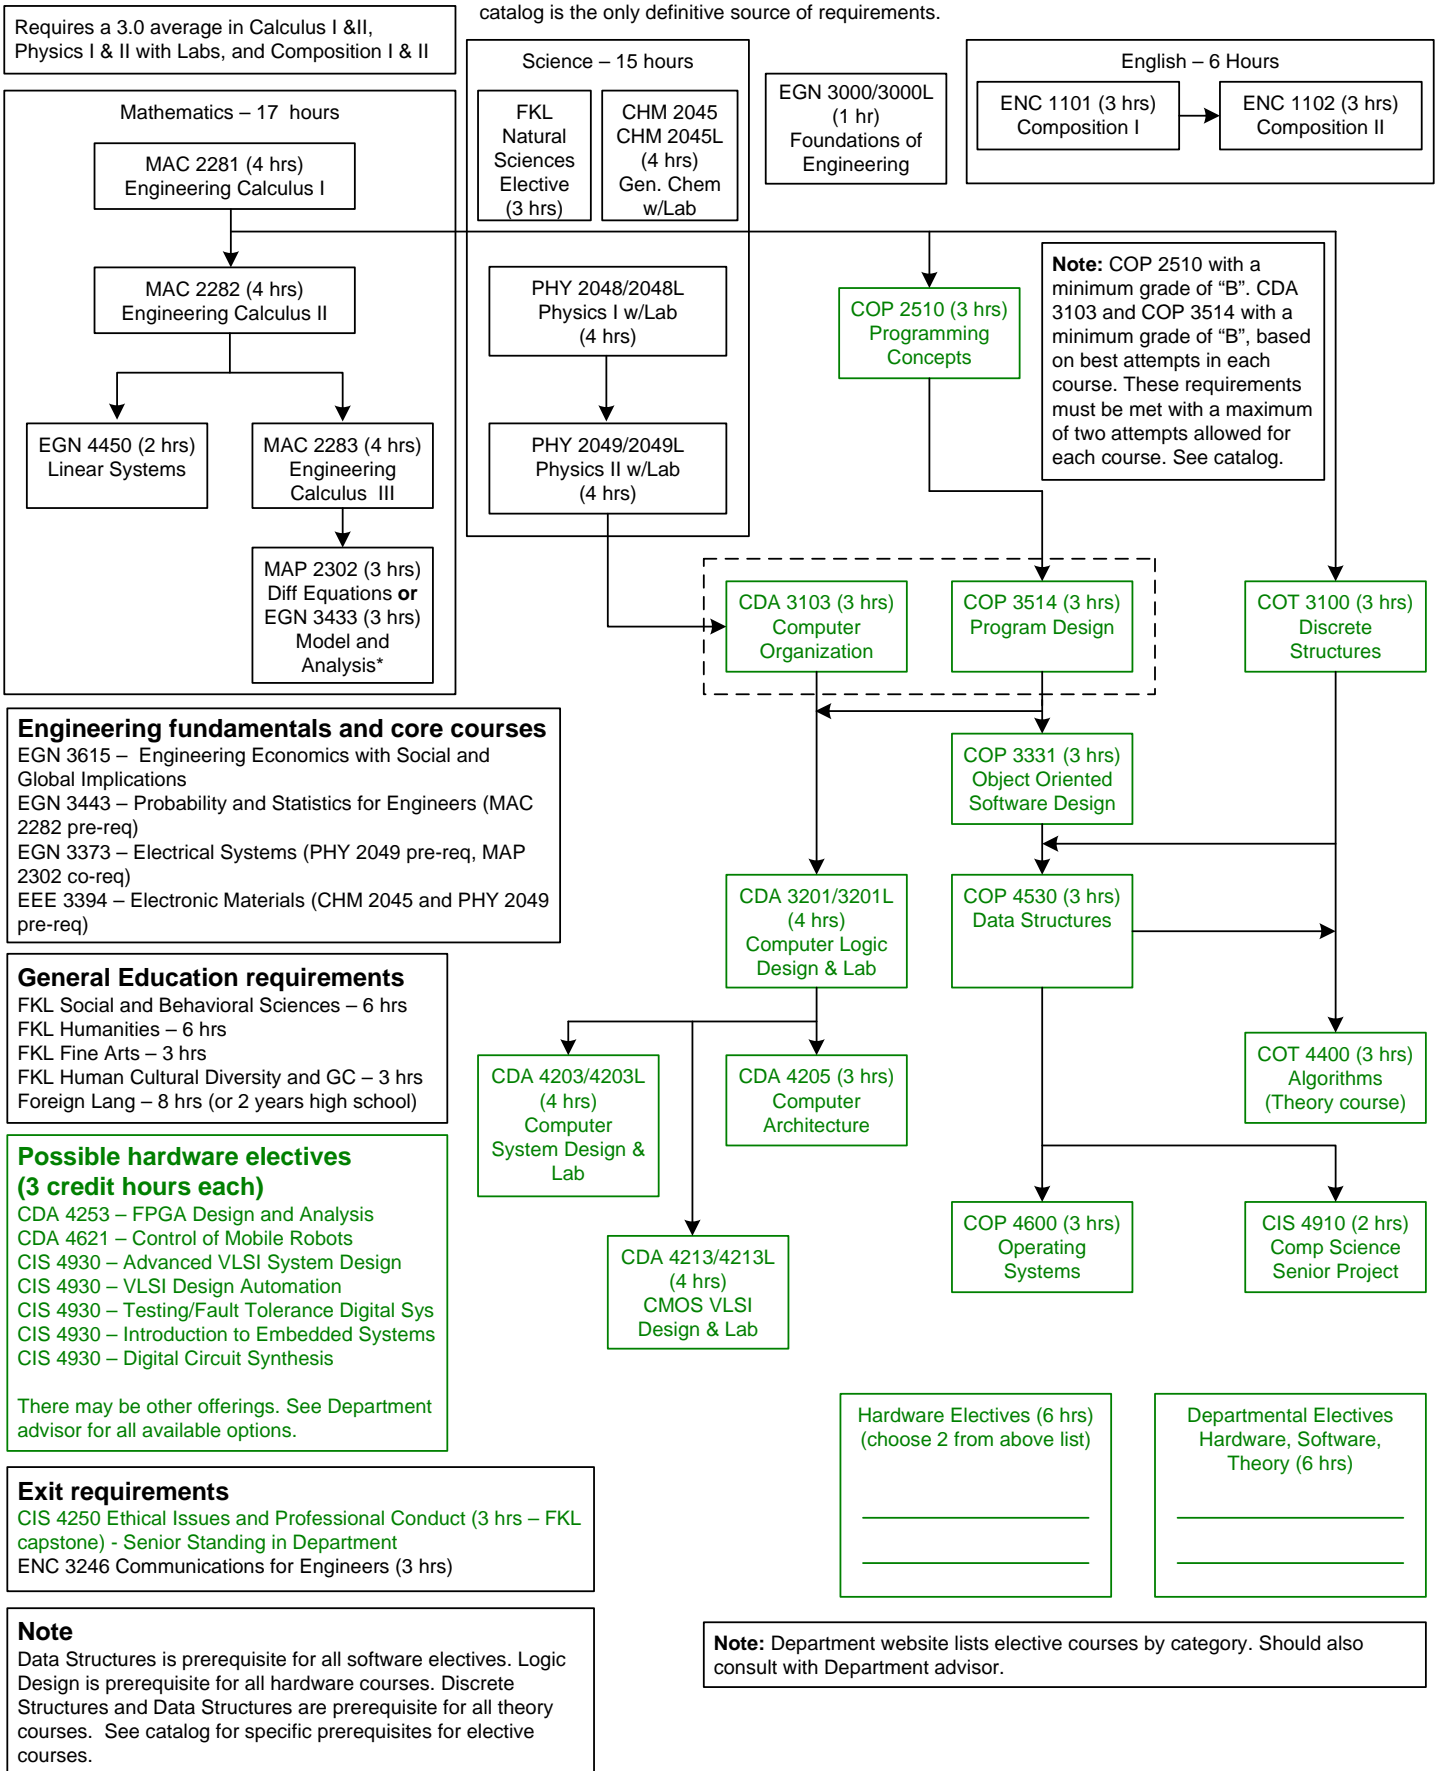 catalog is the only definitive source of requirements.
Requires a 3.0 average in Calculus I &II,
Physics I & II with Labs, and Composition I & II
Mathematics – 17 hours
MAC 2281 (4 hrs)
Engineering Calculus I
MAC 2282 (4 hrs)
Engineering Calculus II
EGN 4450 (2 hrs)
Linear Systems
MAC 2283 (4 hrs)
Engineering
Calculus III
MAP 2302 (3 hrs)
Diff Equations or
EGN 3433 (3 hrs)
Model and
Analysis*
Science – 15 hours
FKL
Natural
Sciences
Elective
(3 hrs)
CHM 2045
CHM 2045L
(4 hrs)
Gen. Chem
w/Lab
PHY 2048/2048L
Physics I w/Lab
(4 hrs)
PHY 2049/2049L
Physics II w/Lab
(4 hrs)
EGN 3000/3000L
(1 hr)
Foundations of
Engineering
English – 6 Hours
ENC 1101 (3 hrs)
Composition I
ENC 1102 (3 hrs)
Composition II
COP 2510 (3 hrs)
Programming
Concepts
Note: COP 2510 with a
minimum grade of “B”. CDA
3103 and COP 3514 with a
minimum grade of “B”, based
on best attempts in each
course. These requirements
must be met with a maximum
of two attempts allowed for
each course. See catalog.
CDA 3103 (3 hrs)
Computer
Organization
COP 3514 (3 hrs)
Program Design
COT 3100 (3 hrs)
Discrete
Structures
COP 3331 (3 hrs)
Object Oriented
Software Design
CDA 3201/3201L
(4 hrs)
Computer Logic
Design & Lab
COP 4530 (3 hrs)
Data Structures
CDA 4203/4203L
(4 hrs)
Computer
System Design &
Lab
CDA 4205 (3 hrs)
Computer
Architecture
COT 4400 (3 hrs)
Algorithms
(Theory course)
CDA 4213/4213L
(4 hrs)
CMOS VLSI
Design & Lab
COP 4600 (3 hrs)
Operating
Systems
CIS 4910 (2 hrs)
Comp Science
Senior Project
Engineering fundamentals and core courses
EGN 3615 – Engineering Economics with Social and
Global Implications
EGN 3443 – Probability and Statistics for Engineers (MAC
2282 pre-req)
EGN 3373 – Electrical Systems (PHY 2049 pre-req, MAP
2302 co-req)
EEE 3394 – Electronic Materials (CHM 2045 and PHY 2049
pre-req)
General Education requirements
FKL Social and Behavioral Sciences – 6 hrs
FKL Humanities – 6 hrs
FKL Fine Arts – 3 hrs
FKL Human Cultural Diversity and GC – 3 hrs
Foreign Lang – 8 hrs (or 2 years high school)
Possible hardware electives
(3 credit hours each)
CDA 4253 – FPGA Design and Analysis
CDA 4621 – Control of Mobile Robots
CIS 4930 – Advanced VLSI System Design
CIS 4930 – VLSI Design Automation
CIS 4930 – Testing/Fault Tolerance Digital Sys
CIS 4930 – Introduction to Embedded Systems
CIS 4930 – Digital Circuit Synthesis
There may be other offerings. See Department
advisor for all available options.
Hardware Electives (6 hrs)
(choose 2 from above list)
Departmental Electives
Hardware, Software,
Theory (6 hrs)
Exit requirements
CIS 4250 Ethical Issues and Professional Conduct (3 hrs – FKL
capstone) - Senior Standing in Department
ENC 3246 Communications for Engineers (3 hrs)
Note
Data Structures is prerequisite for all software electives. Logic
Design is prerequisite for all hardware courses. Discrete
Structures and Data Structures are prerequisite for all theory
courses. See catalog for specific prerequisites for elective
courses.
Note: Department website lists elective courses by category. Should also
consult with Department advisor.